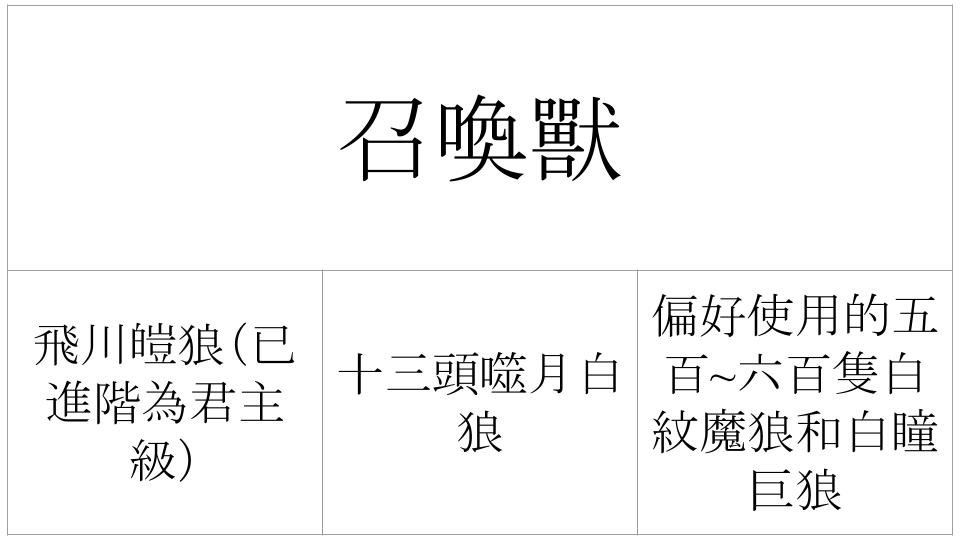 召喚獸
飛川皚狼(已
進階為君主
級)
十三頭噬月白
狼
偏好使用的五
百~六百隻白
紋魔狼和白瞳
巨狼